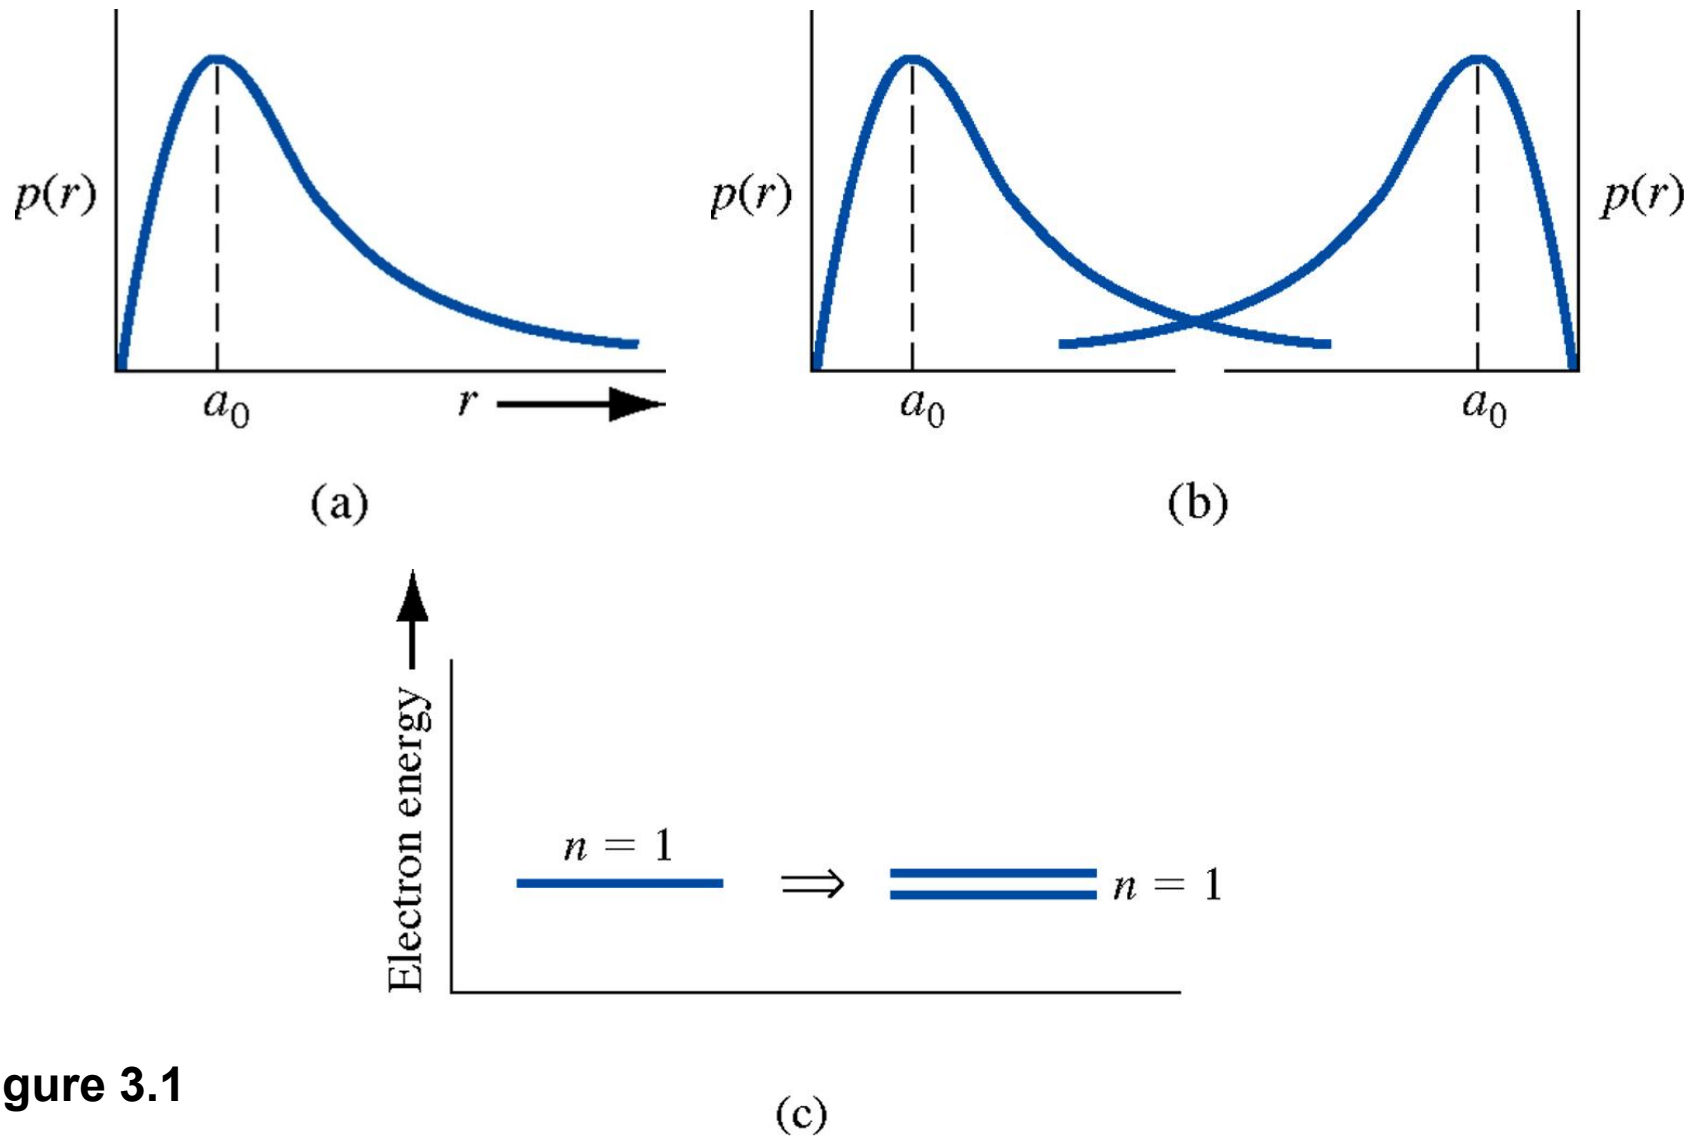 p(r)
a₀
r
(a)
p(r)
p(r)
a₀
a₀
(b)
Electron energy
n = 1
⇒
n = 1
(c)
gure 3.1